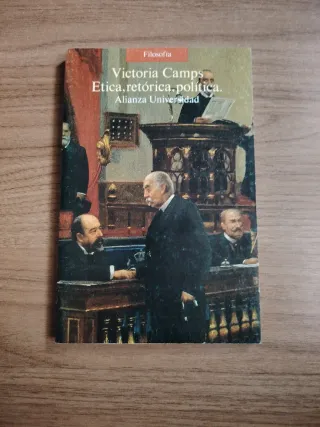 Filosofía
Victoria Camps
Etica, retórica, política.
Alianza Universidad